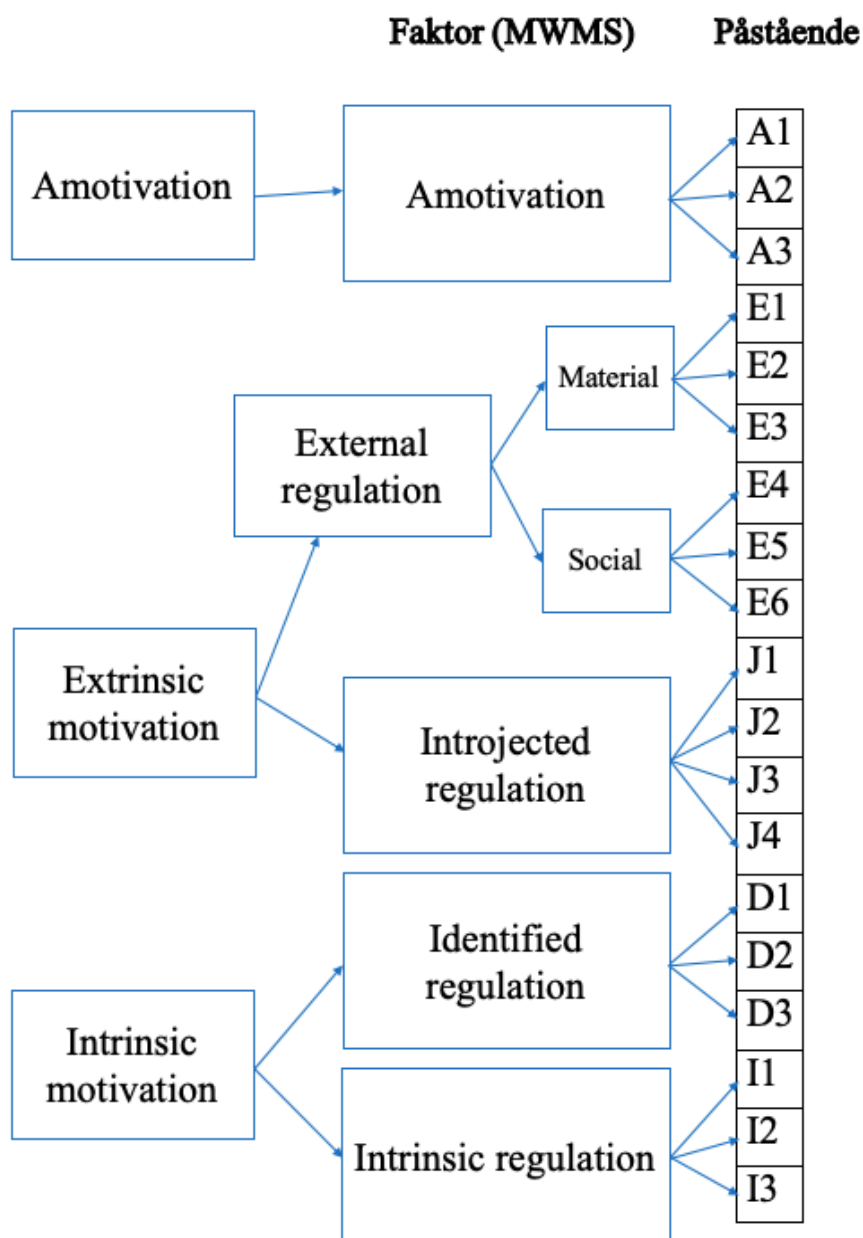 Faktor (MWMS)
Påstående
Amotivation
Amotivation
A1
A2
A3
External
regulation
Material
E1
E2
E3
Social
E4
E5
E6
Extrinsic
motivation
Introjected
regulation
J1
J2
J3
J4
Intrinsic
motivation
Identified
regulation
D1
D2
D3
Intrinsic regulation
I1
I2
I3